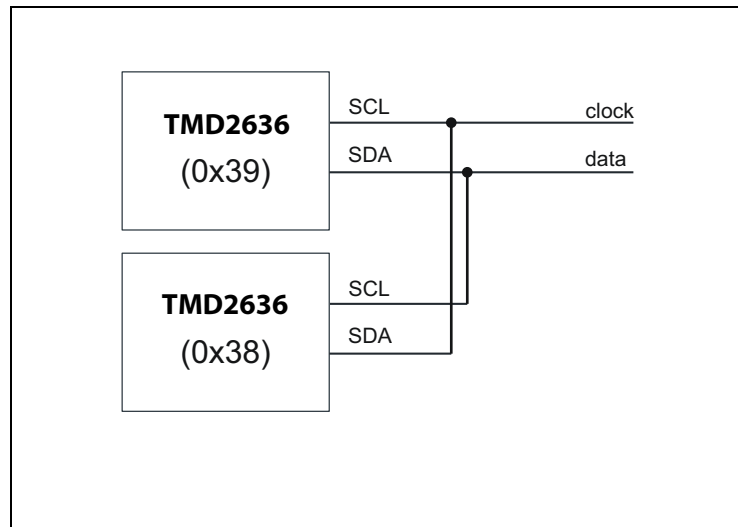 TMD2636
(0x39)
SCL
clock
SDA
data
TMD2636
(0x38)
SCL
SDA